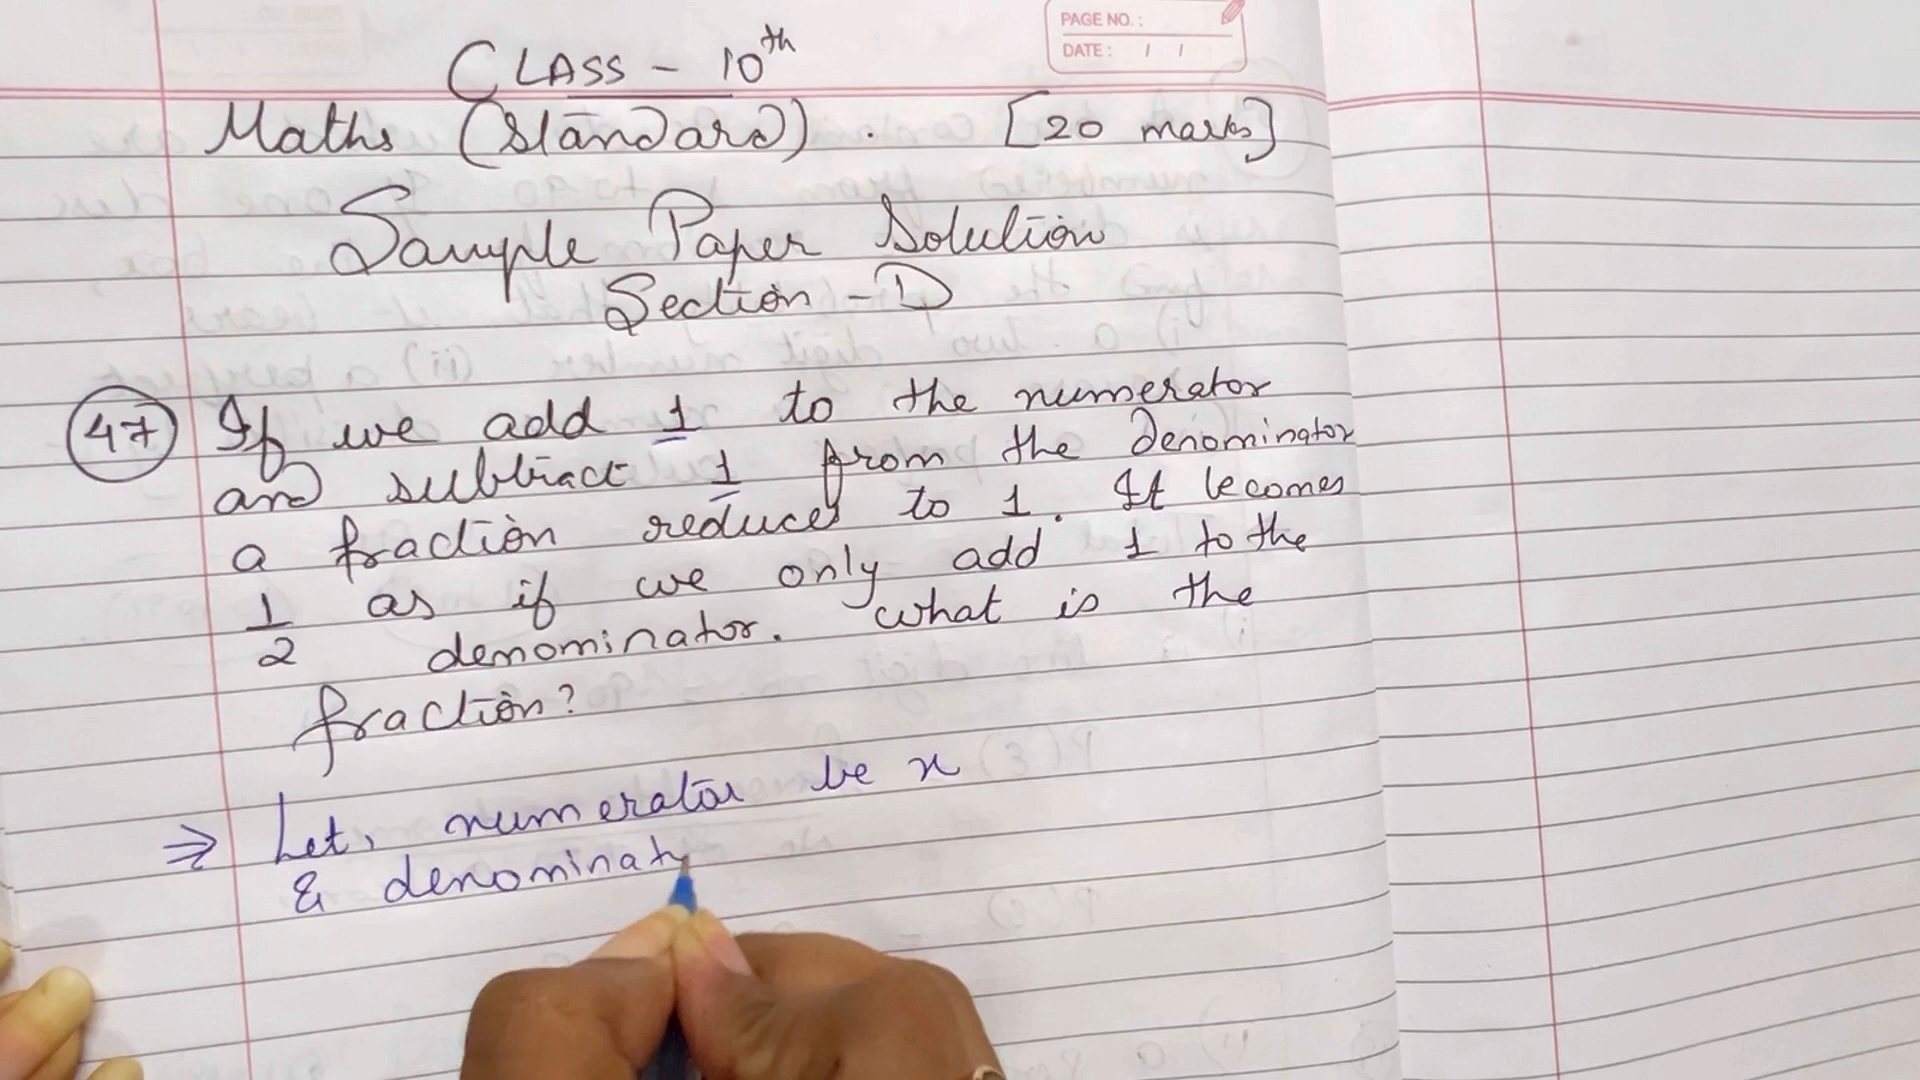 PAGE NO. :
DATE : / /
CLASS - 10th
Maths (Standard). [20 marks]
Sample Paper Solution
Section - D
47 If we add 1 to the numerator
and subtract 1 from the denominator
a fraction reduces to 1. It becomes
1/2 as if we only add 1 to the
denominator. what is the
fraction?
⇒ Let, numerator be x
& denominat